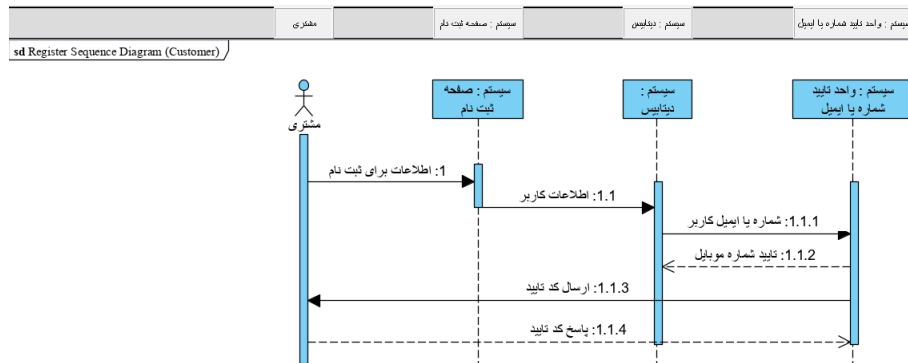 مشتری
سیستم : صفحه ثبت نام
سیستم : دیتابیس
سیستم : واحد تایید شماره یا ایمیل
sd Register Sequence Diagram (Customer)
مشتری
سیستم : صفحه
ثبت نام
سیستم :
دیتابیس
سیستم : واحد تایید
شماره یا ایمیل
1: اطلاعات برای ثبت نام
1.1: اطلاعات کاربر
1.1.1: شماره یا ایمیل کاربر
1.1.2: تایید شماره موبایل
1.1.3: ارسال کد تایید
1.1.4: پاسخ کد تایید